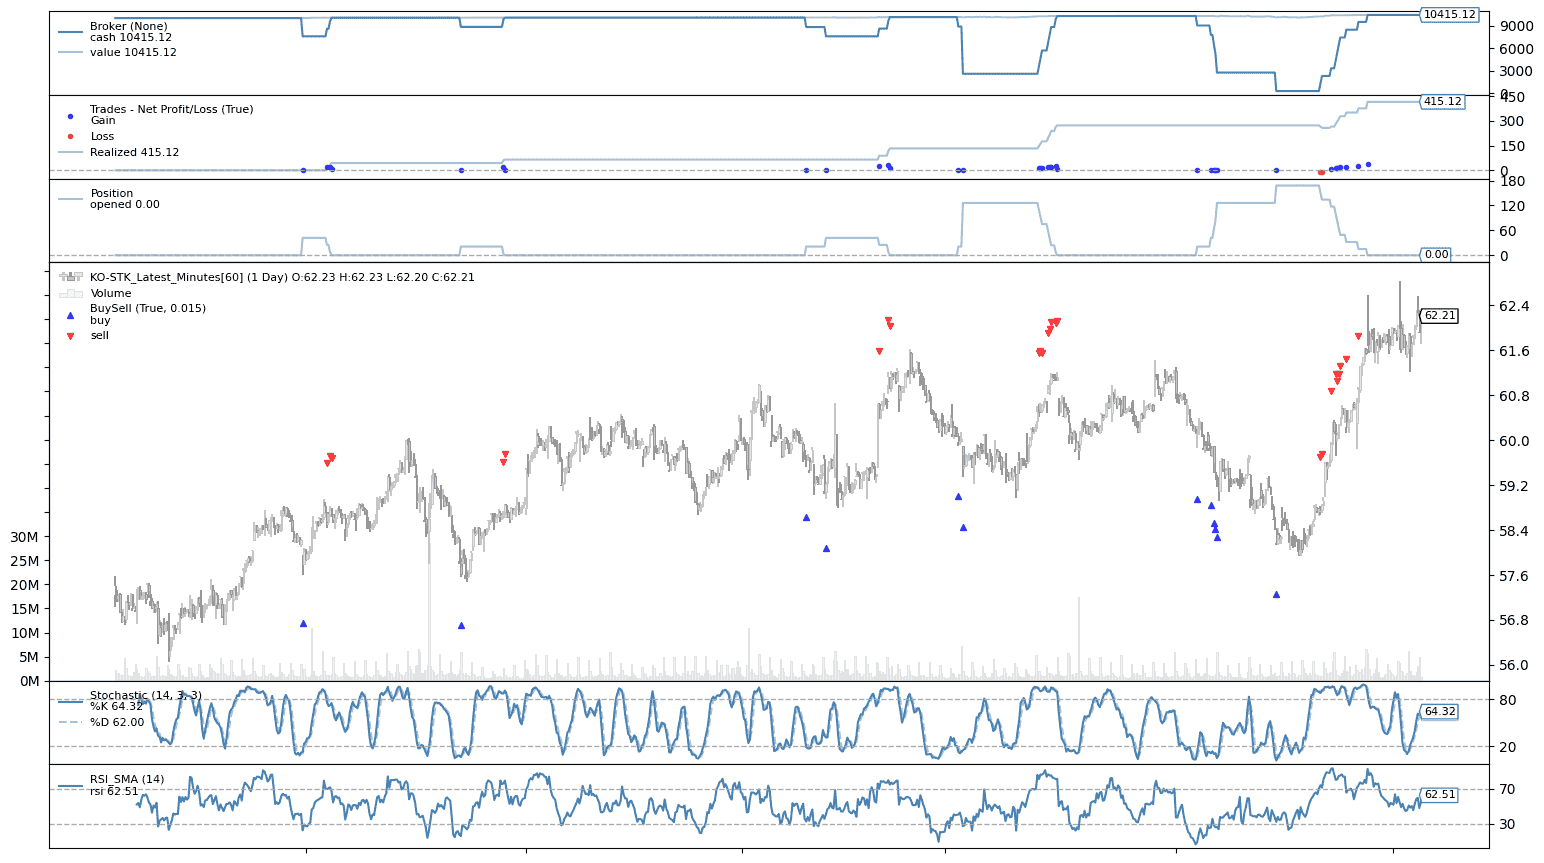 Broker (None)
cash 10415.12
value 10415.12
10415.12
9000
6000
3000
0
Trades - Net Profit/Loss (True)
Gain
Loss
Realized 415.12
450
415.12
300
150
0
Position
opened 0.00
180
120
60
0
0.00
KO-STK_Latest_Minutes[60] (1 Day) O:62.23 H:62.23 L:62.20 C:62.21
Volume
BuySell (True, 0.015)
buy
sell
62.4
62.21
61.6
60.8
60.0
59.2
58.4
57.6
56.8
56.0
30M
25M
20M
15M
10M
5M
0M
Stochastic (14, 3, 3)
%K 64.32
%D 62.00
80
64.32
20
RSI_SMA (14)
rsi 62.51
70
62.51
30